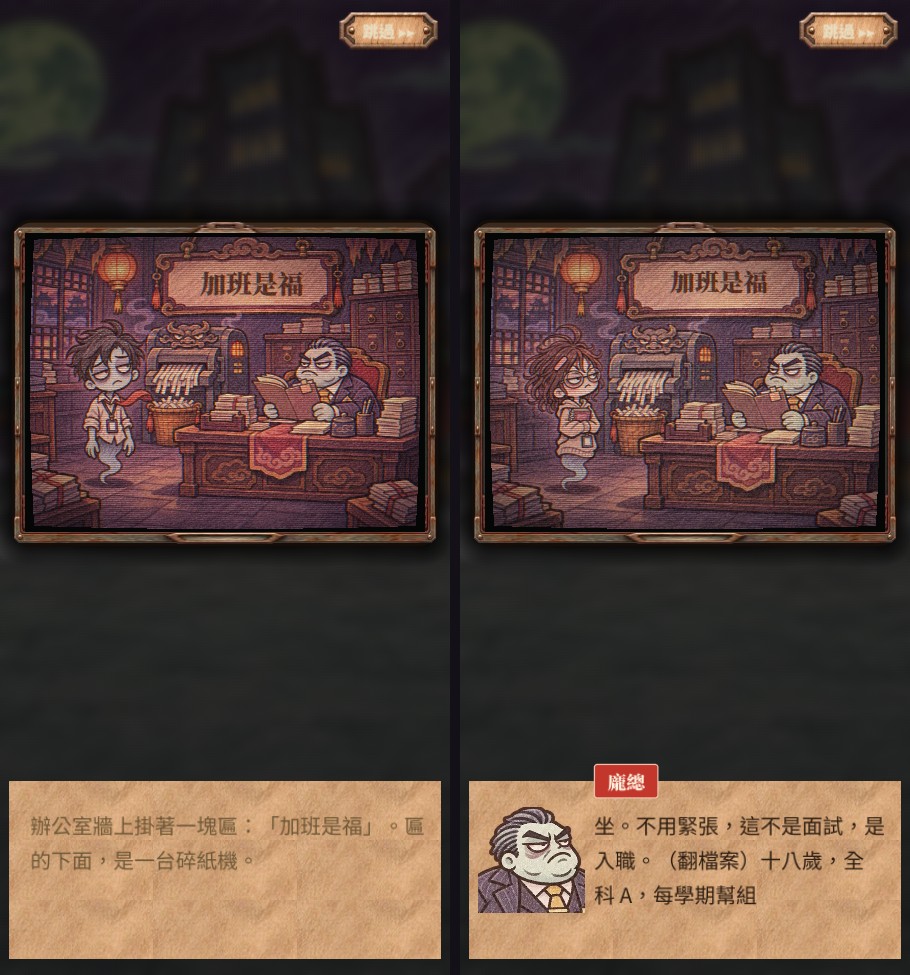 跳過
加班是福
辦公室牆上掛著一塊匾：「加班是福」。匾
的下面，是一台碎紙機。
跳過
加班是福
龐總
坐。不用緊張，這不是面試，是
入職。（翻檔案）十八歲，全
科 A，每學期幫組